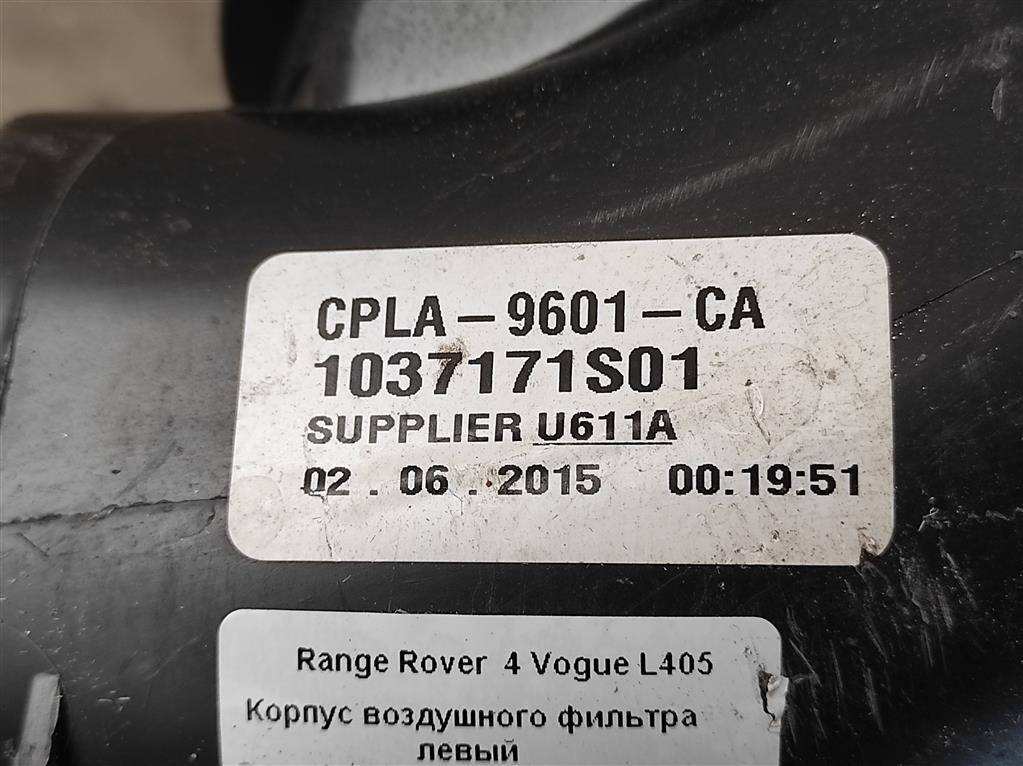 CPLA-9601-CA
1037171S01
SUPPLIER U611A
02.06.2015 00:19:51
Range Rover 4 Vogue L405
Корпус воздушного фильтра
левый